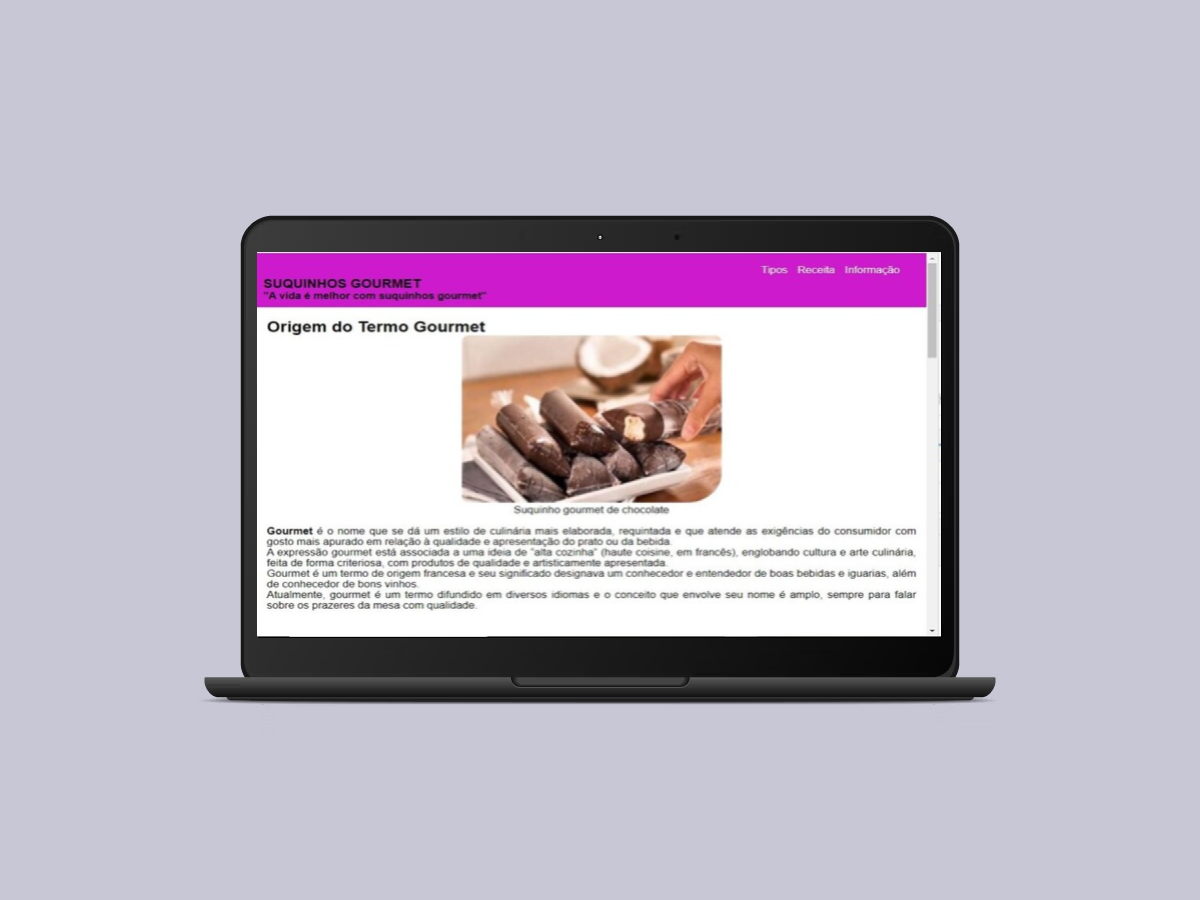 Tipos Receita Informação
SUQUINHOS GOURMET
"A vida é melhor com suquinhos gourmet"
Origem do Termo Gourmet
Suquinho gourmet de chocolate
Gourmet é o nome que se dá um estilo de culinária mais elaborada, requintada e que atende as exigências do consumidor com
gosto mais apurado em relação à qualidade e apresentação do prato ou da bebida.
A expressão gourmet está associada a uma ideia de "alta cozinha" (haute coisine, em francês), englobando cultura e arte culinária,
feita de forma criteriosa, com produtos de qualidade e artisticamente apresentada.
Gourmet é um termo de origem francesa e seu significado designava um conhecedor e entendedor de boas bebidas e iguarias, além
de conhecedor de bons vinhos.
Atualmente, gourmet é um termo difundido em diversos idiomas e o conceito que envolve seu nome é amplo, sempre para falar
sobre os prazeres da mesa com qualidade.